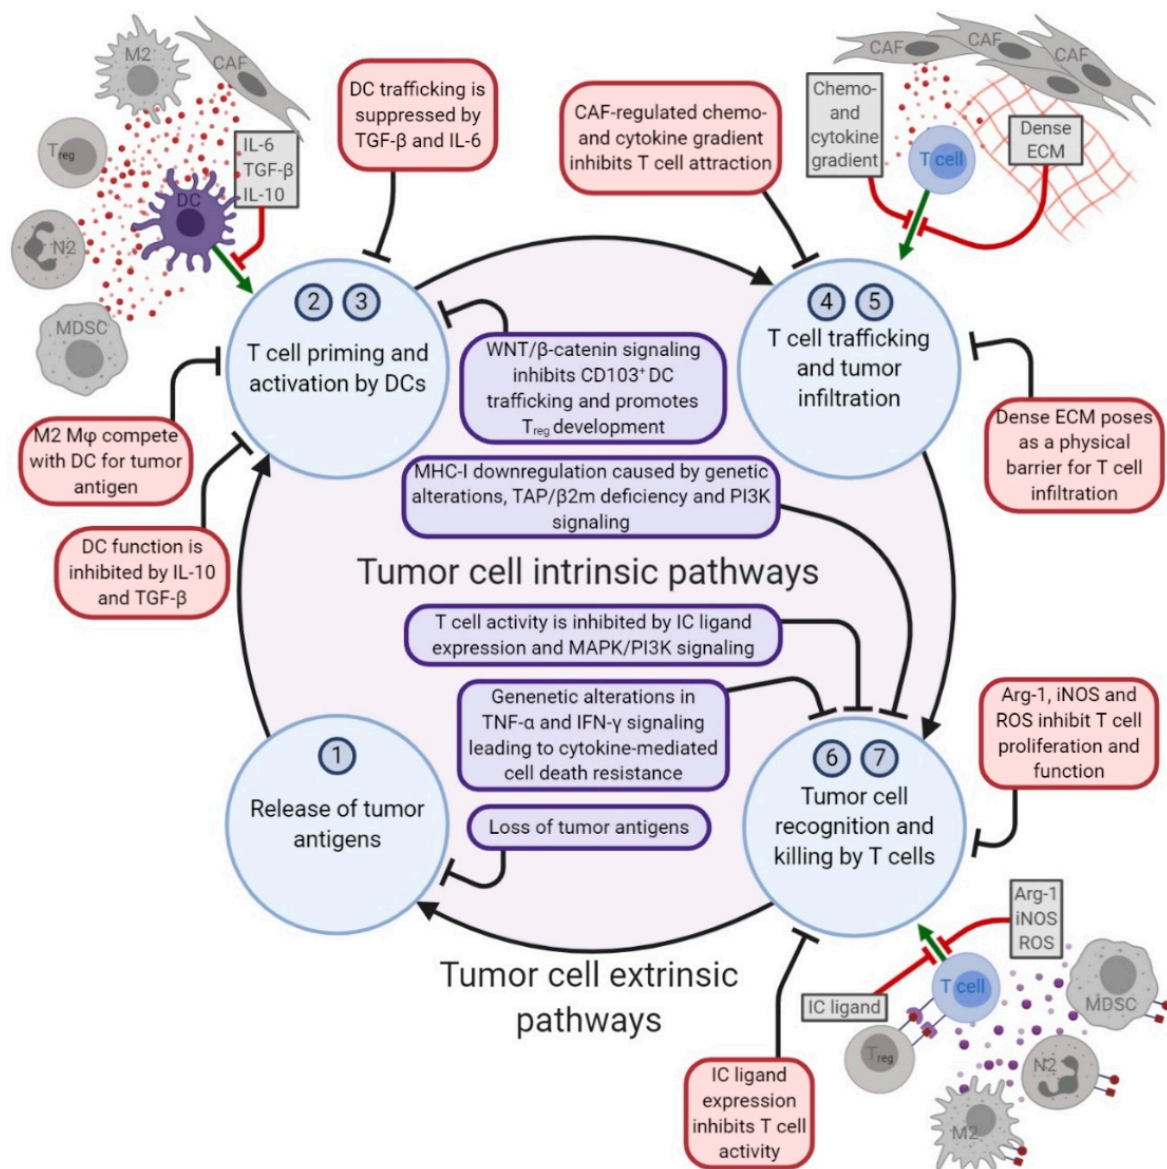 M2
CAF
Treg
IL-6
TGF-β
IL-10
DC
N2
MDSC
DC trafficking is
suppressed by
TGF-β and IL-6
CAF-regulated chemo-
and cytokine gradient
inhibits T cell attraction
CAF
CAF
CAF
Chemo-
and
cytokine
gradient
T cell
Dense
ECM
2 3
T cell priming and
activation by DCs
WNT/β-catenin signaling
inhibits CD103⁺ DC
trafficking and promotes
Treg development
4 5
T cell trafficking
and tumor
infiltration
M2 Mφ compete
with DC for tumor
antigen
DC function is
inhibited by IL-10
and TGF-β
MHC-I downregulation caused by genetic
alterations, TAP/β2m deficiency and PI3K
signaling
Dense ECM poses
as a physical
barrier for T cell
infiltration
Tumor cell intrinsic pathways
T cell activity is inhibited by IC ligand
expression and MAPK/PI3K signaling
Genenetic alterations in
TNF-α and IFN-γ signaling
leading to cytokine-mediated
cell death resistance
Arg-1, iNOS and
ROS inhibit T cell
proliferation and
function
1
Release of tumor
antigens
Loss of tumor antigens
6 7
Tumor cell
recognition and
killing by T cells
Tumor cell extrinsic
pathways
Arg-1
iNOS
ROS
T cell
IC ligand
MDSC
Treg
N2
M2
IC ligand
expression
inhibits T cell
activity